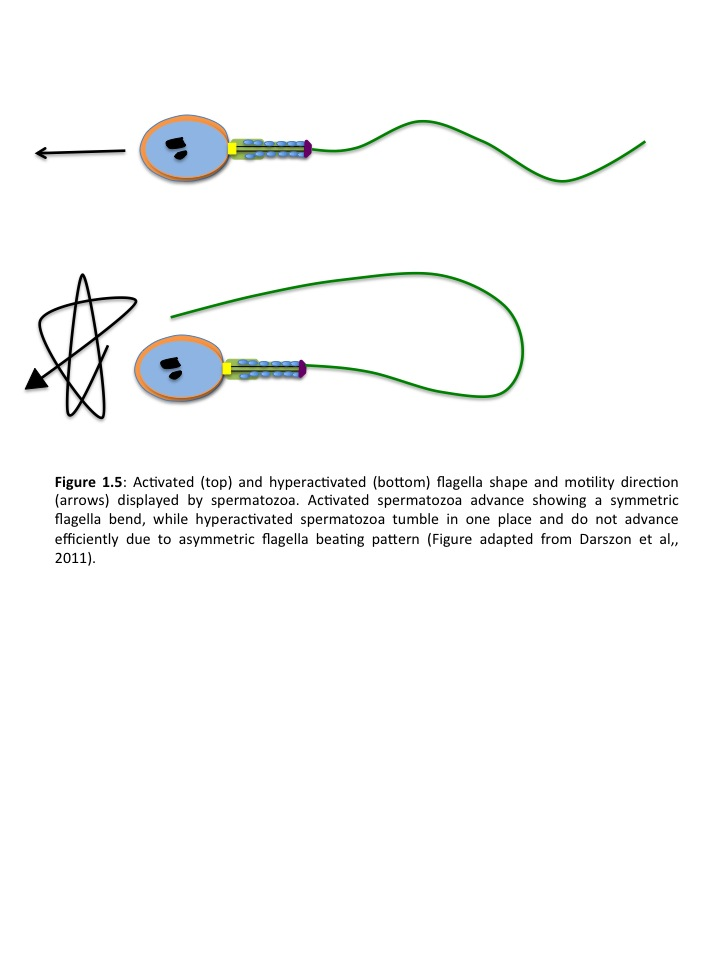 Figure 1.5: Activated (top) and hyperactivated (bottom) flagella shape and motility direction
(arrows) displayed by spermatozoa. Activated spermatozoa advance showing a symmetric
flagella bend, while hyperactivated spermatozoa tumble in one place and do not advance
efficiently due to asymmetric flagella beating pattern (Figure adapted from Darszon et al,,
2011).